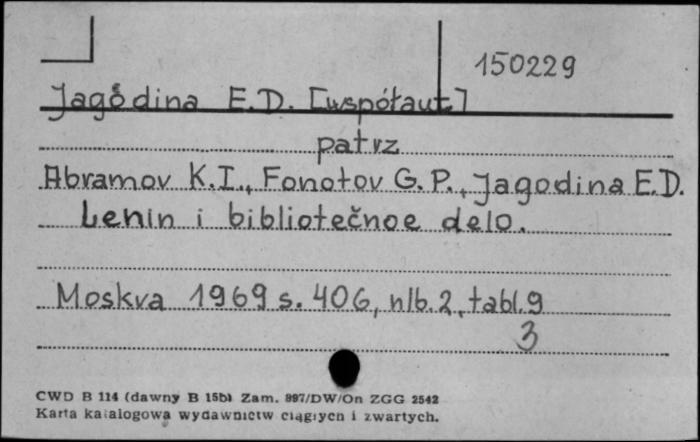 150229
Jagodina E.D. [współaut.]
patrz
Abramov K.I., Fonotov G.P., Jagodina E.D.
Lenin i bibliotečnoe delo.
Moskva 1969 s. 406, nlb. 2, tabl. 9
3
CWD B 114 (dawny B 15b) Zam. 897/DW/On ZGG 2542
Karta katalogowa wydawnictw ciągłych i zwartych.